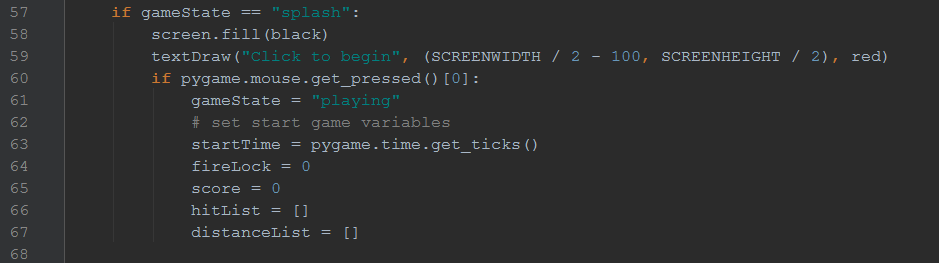 57 if gameState == "splash":
58 screen.fill(black)
59 textDraw("Click to begin", (SCREENWIDTH / 2 - 100, SCREENHEIGHT / 2), red)
60 if pygame.mouse.get_pressed()[0]:
61 gameState = "playing"
62 # set start game variables
63 startTime = pygame.time.get_ticks()
64 fireLock = 0
65 score = 0
66 hitList = []
67 distanceList = []
68